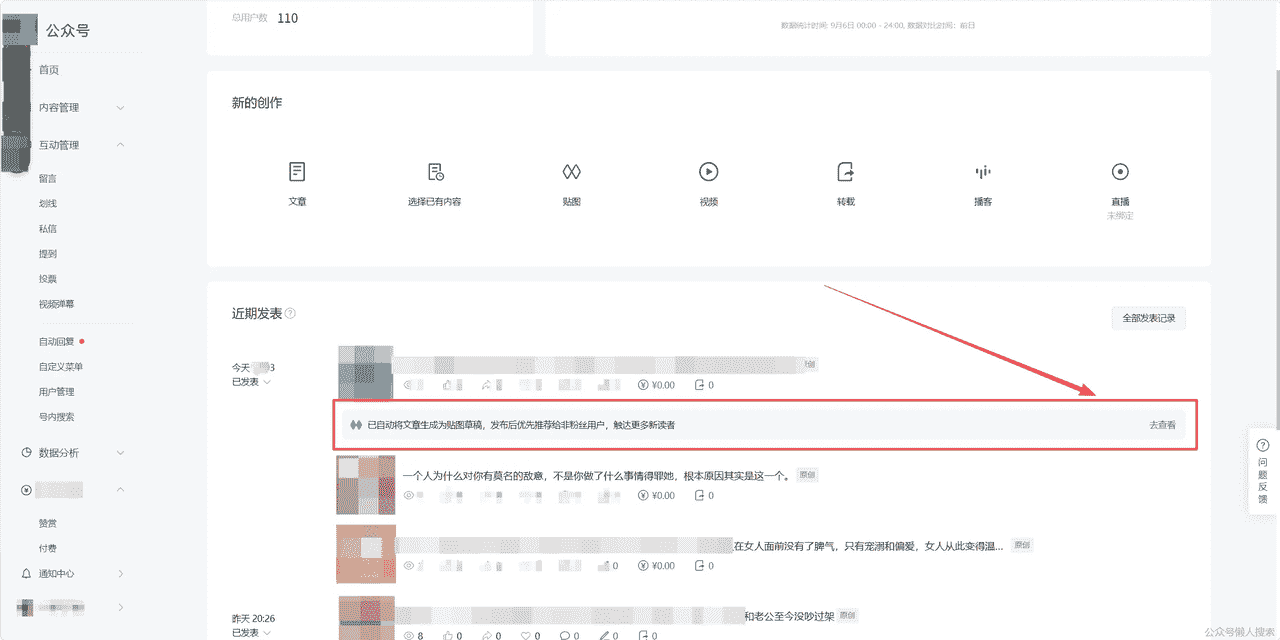 公众号
首页
内容管理
互动管理
留言
划线
私信
提到
投票
视频弹幕
自动回复
自定义菜单
用户管理
号内搜索
数据分析
赞赏
付费
通知中心
总用户数 110
数据统计时间: 9月6日 00:00 - 24:00, 数据对比时间: 前日
新的创作
文章
选择已有内容
贴图
视频
转载
播客
直播
未绑定
近期发表
全部发表记录
今天 3
已发表
¥0.00 0
已自动将文章生成为贴图草稿，发布后优先推荐给非粉丝用户，触达更多新读者 去查看
一个人为什么对你有莫名的敌意，不是你做了什么事情得罪她，根本原因其实是这一个。 原创
¥0.00 0
在女人面前没有了脾气，只有宠溺和偏爱，女人从此变得温... 原创
0 ¥0.00 0
昨天 20:26
已发表
和老公至今没吵过架 原创
8 0 0 0 0 0 0
问题反馈
公众号懒人搜索